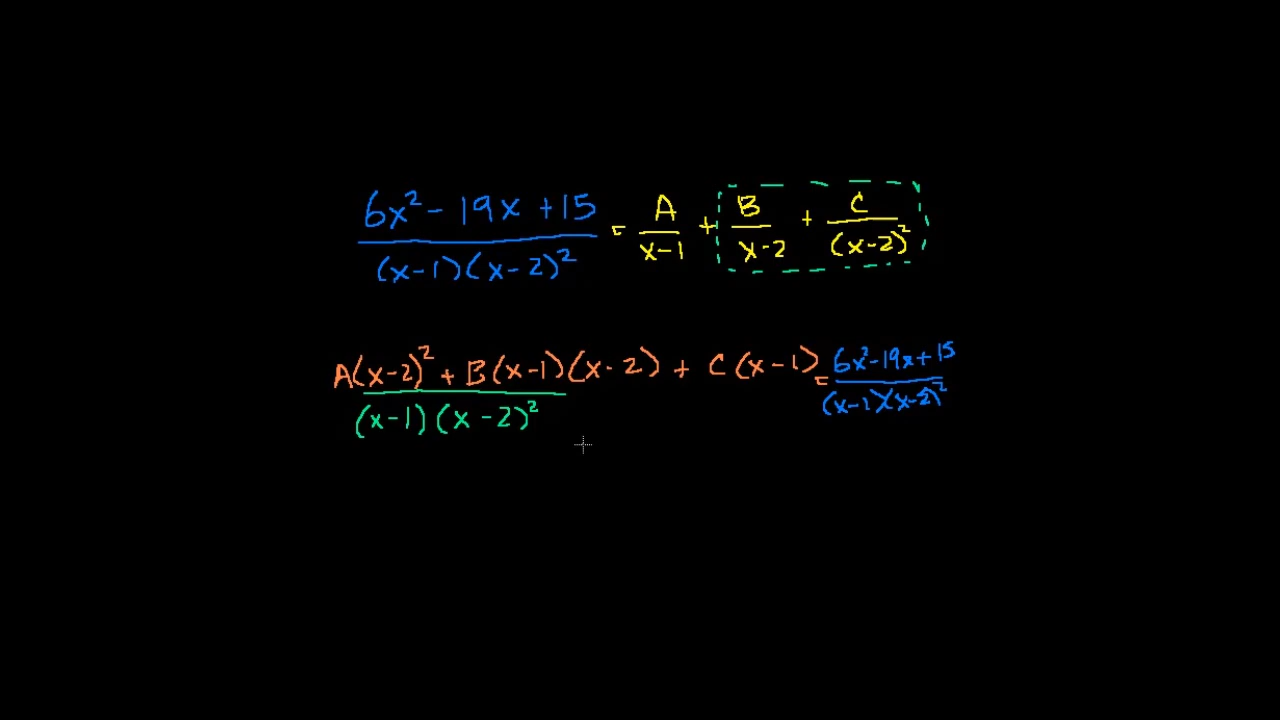 6x² - 19x + 15 / (x-1)(x-2)² = A / x-1 + B / x-2 + C / (x-2)²
A(x-2)² + B(x-1)(x-2) + C(x-1) / (x-1)(x-2)² = 6x²-19x+15 / (x-1)(x-2)²